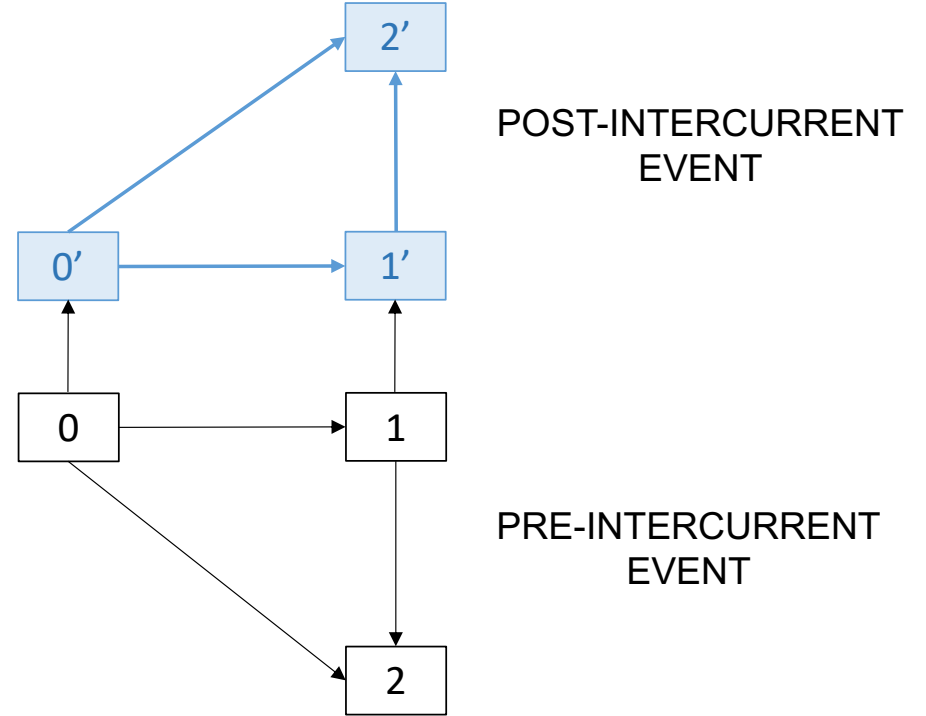 2’
POST-INTERCURRENT
EVENT
0’
1’
0
1
PRE-INTERCURRENT
EVENT
2